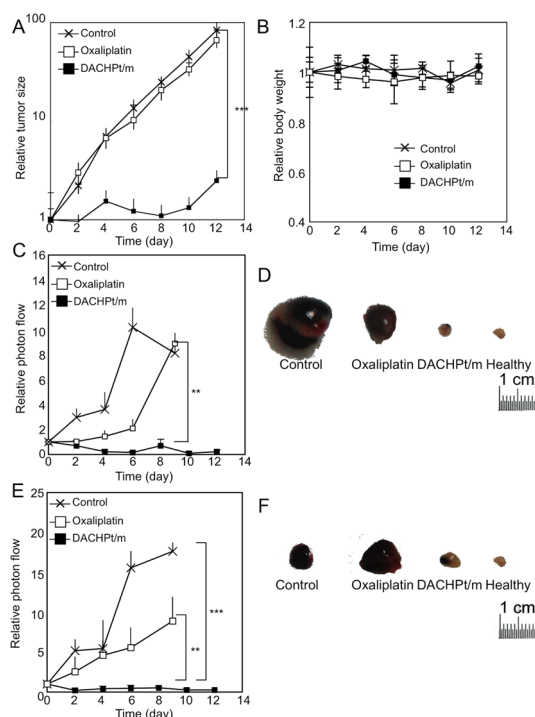 A
100
10
1
Relative tumor size
Control
Oxaliplatin
DACHPt/m
***
0 2 4 6 8 10 12 14
Time (day)
B
1.2
1
0.8
0.6
0.4
Relative body weight
Control
Oxaliplatin
DACHPt/m
0 2 4 6 8 10 12 14
Time (day)
C
16
14
12
10
8
6
4
2
0
Relative photon flow
Control
Oxaliplatin
DACHPt/m
**
0 2 4 6 8 10 12 14
Time (day)
D
Control Oxaliplatin DACHPt/m Healthy
1 cm
E
25
20
15
10
5
0
Relative photon flow
Control
Oxaliplatin
DACHPt/m
**
***
0 2 4 6 8 10 12 14
Time (day)
F
Control Oxaliplatin DACHPt/m Healthy
1 cm